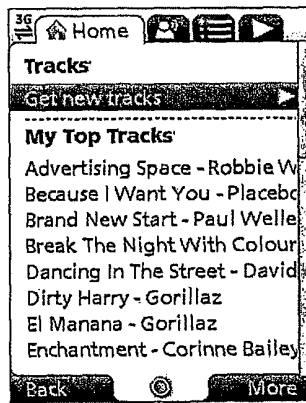 3G
Home
Tracks
Get new tracks
My Top Tracks
Advertising Space - Robbie W
Because I Want You - Placebo
Brand New Start - Paul Welle
Break The Night With Colour
Dancing In The Street - David
Dirty Harry - Gorillaz
El Manana - Gorillaz
Enchantment - Corinne Bailey
Back More